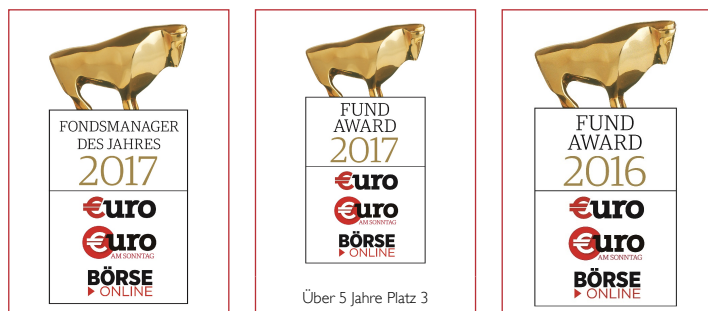 FONDSMANAGER
DES JAHRES
2017
€uro
€uro
AM SONNTAG
BÖRSE
ONLINE
FUND
AWARD
2017
€uro
€uro
AM SONNTAG
BÖRSE
ONLINE
Über 5 Jahre Platz 3
FUND
AWARD
2016
€uro
€uro
AM SONNTAG
BÖRSE
ONLINE